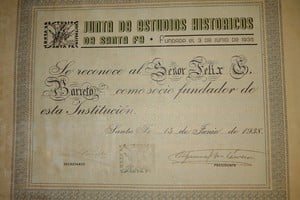 JUNTA DE ESTUDIOS HISTORICOS
DE SANTA FE • FUNDADA EL 3 DE JUNIO DE 1935
Se reconoce al Señor Felix G.
Barreto como socio fundador de
esta Institución.
Santa Fe 15 de Junio de 1938.
SECRETARIO
PRESIDENTE